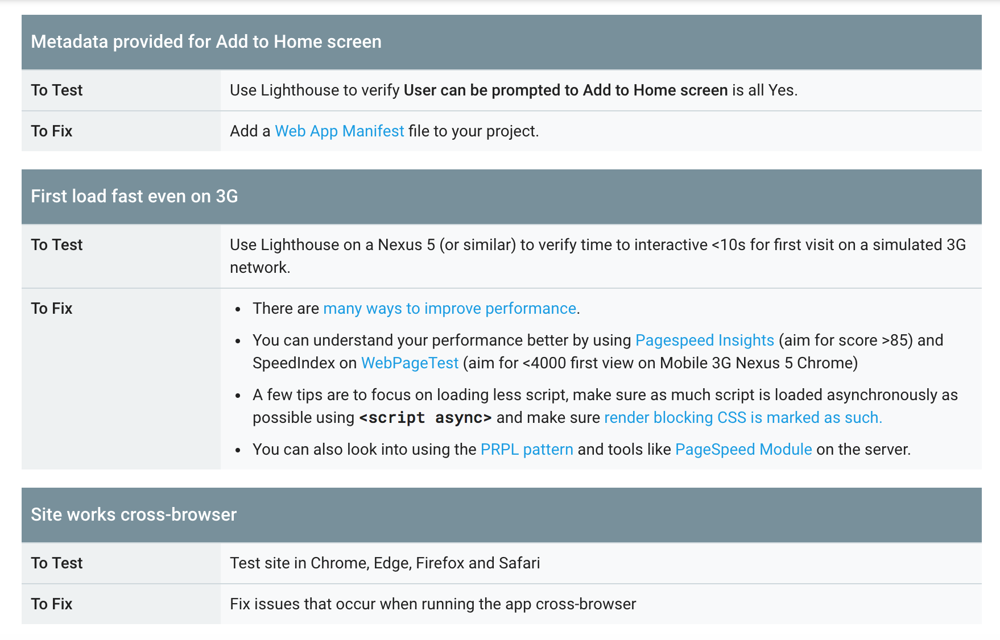 Metadata provided for Add to Home screen
To Test
Use Lighthouse to verify User can be prompted to Add to Home screen is all Yes.
To Fix
Add a Web App Manifest file to your project.
First load fast even on 3G
To Test
Use Lighthouse on a Nexus 5 (or similar) to verify time to interactive <10s for first visit on a simulated 3G
network.
To Fix
• There are many ways to improve performance.
• You can understand your performance better by using Pagespeed Insights (aim for score >85) and
SpeedIndex on WebPageTest (aim for <4000 first view on Mobile 3G Nexus 5 Chrome)
• A few tips are to focus on loading less script, make sure as much script is loaded asynchronously as
possible using <script async> and make sure render blocking CSS is marked as such.
• You can also look into using the PRPL pattern and tools like PageSpeed Module on the server.
Site works cross-browser
To Test
Test site in Chrome, Edge, Firefox and Safari
To Fix
Fix issues that occur when running the app cross-browser